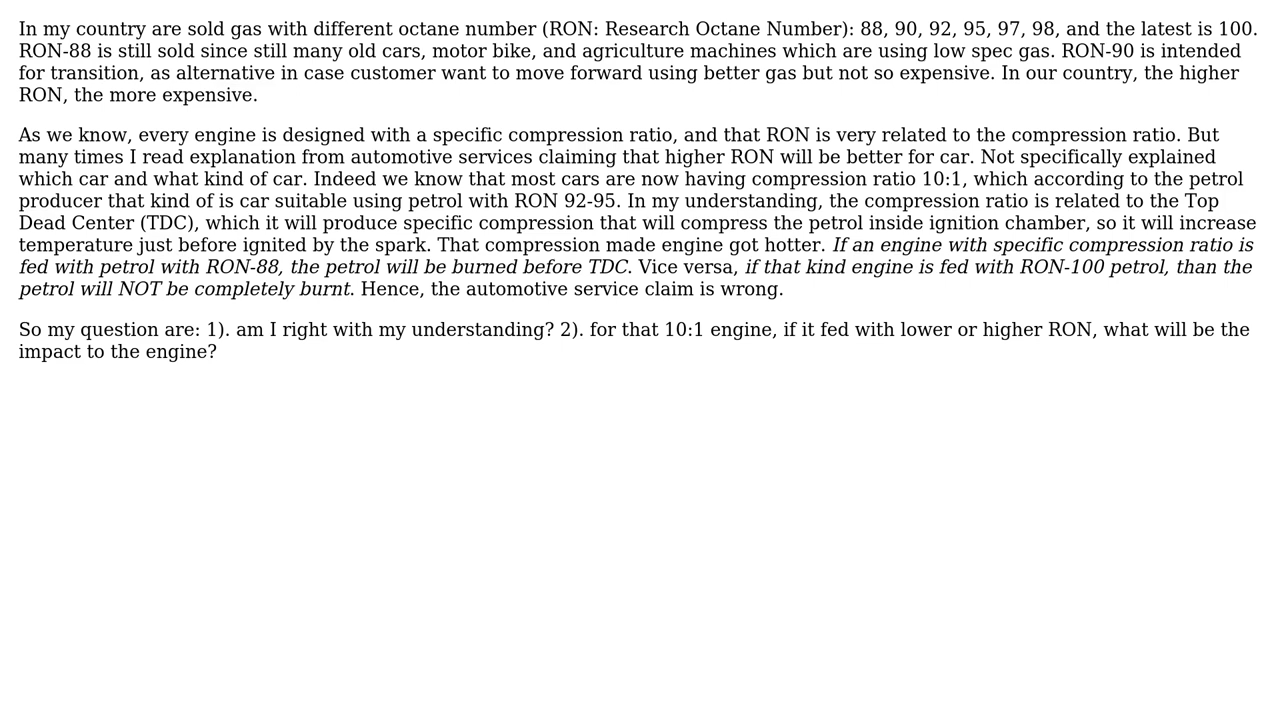 In my country are sold gas with different octane number (RON: Research Octane Number): 88, 90, 92, 95, 97, 98, and the latest is 100.
RON-88 is still sold since still many old cars, motor bike, and agriculture machines which are using low spec gas. RON-90 is intended
for transition, as alternative in case customer want to move forward using better gas but not so expensive. In our country, the higher
RON, the more expensive.
As we know, every engine is designed with a specific compression ratio, and that RON is very related to the compression ratio. But
many times I read explanation from automotive services claiming that higher RON will be better for car. Not specifically explained
which car and what kind of car. Indeed we know that most cars are now having compression ratio 10:1, which according to the petrol
producer that kind of is car suitable using petrol with RON 92-95. In my understanding, the compression ratio is related to the Top
Dead Center (TDC), which it will produce specific compression that will compress the petrol inside ignition chamber, so it will increase
temperature just before ignited by the spark. That compression made engine got hotter. If an engine with specific compression ratio is
fed with petrol with RON-88, the petrol will be burned before TDC. Vice versa, if that kind engine is fed with RON-100 petrol, than the
petrol will NOT be completely burnt. Hence, the automotive service claim is wrong.
So my question are: 1). am I right with my understanding? 2). for that 10:1 engine, if it fed with lower or higher RON, what will be the
impact to the engine?